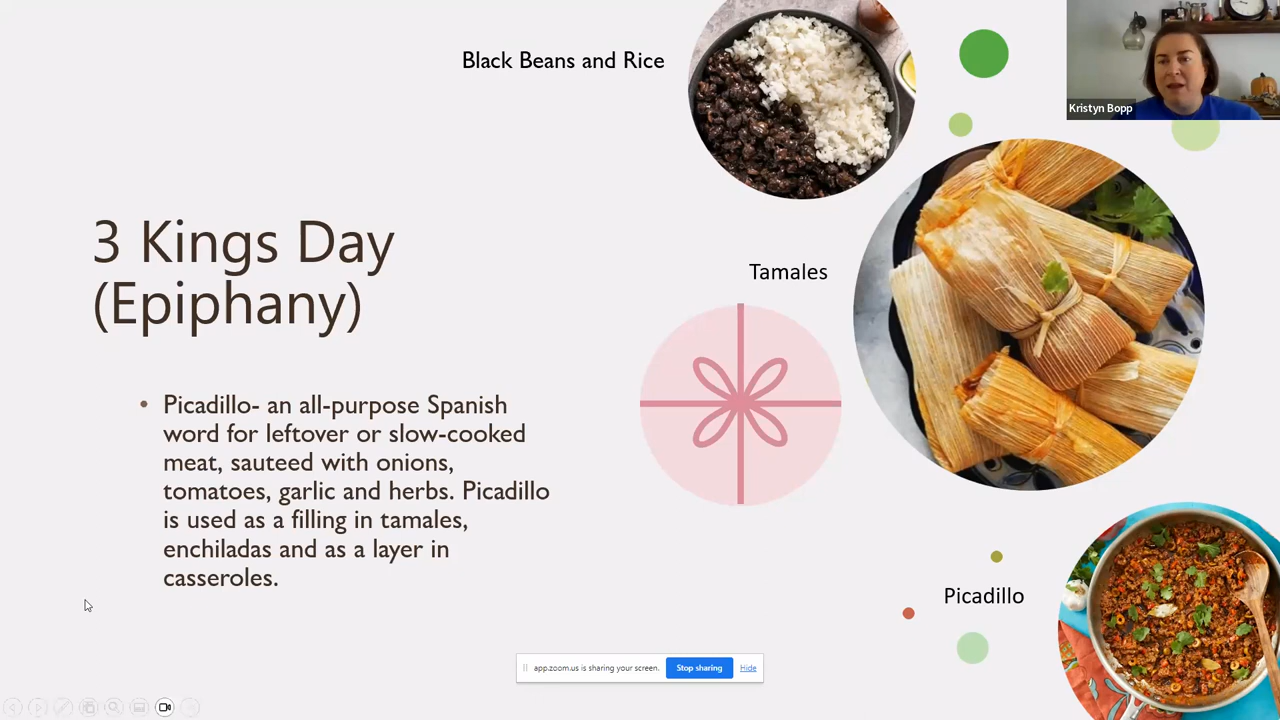 Black Beans and Rice
Kristyn Bopp
3 Kings Day
(Epiphany)
Tamales
• Picadillo- an all-purpose Spanish
word for leftover or slow-cooked
meat, sauteed with onions,
tomatoes, garlic and herbs. Picadillo
is used as a filling in tamales,
enchiladas and as a layer in
casseroles.
Picadillo
app.zoom.us is sharing your screen.
Stop sharing
Hide